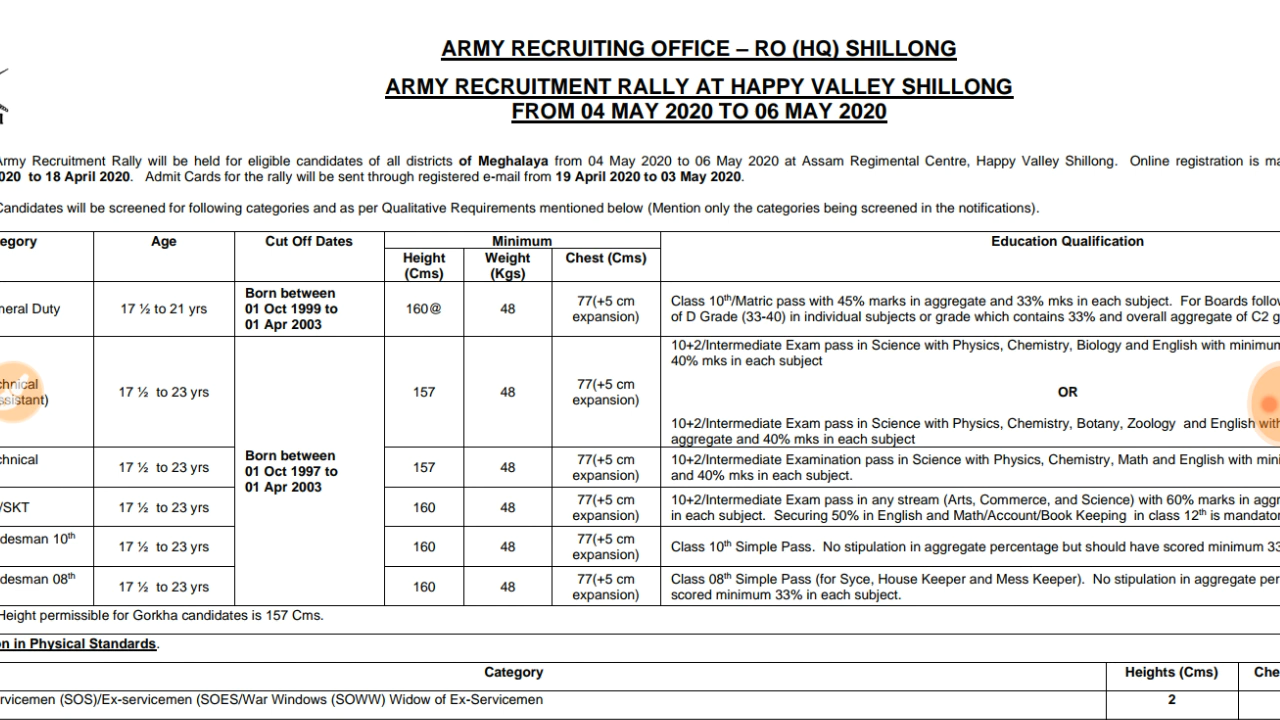 ARMY RECRUITING OFFICE – RO (HQ) SHILLONG
ARMY RECRUITMENT RALLY AT HAPPY VALLEY SHILLONG
FROM 04 MAY 2020 TO 06 MAY 2020
Army Recruitment Rally will be held for eligible candidates of all districts of Meghalaya from 04 May 2020 to 06 May 2020 at Assam Regimental Centre, Happy Valley Shillong. Online registration is ma
020 to 18 April 2020. Admit Cards for the rally will be sent through registered e-mail from 19 April 2020 to 03 May 2020.
Candidates will be screened for following categories and as per Qualitative Requirements mentioned below (Mention only the categories being screened in the notifications).
egory Age Cut Off Dates Minimum Education Qualification
Height (Cms) Weight (Kgs) Chest (Cms)
neral Duty 17 ½ to 21 yrs Born between 01 Oct 1999 to 01 Apr 2003 160@ 48 77(+5 cm expansion) Class 10th/Matric pass with 45% marks in aggregate and 33% mks in each subject. For Boards follow
of D Grade (33-40) in individual subjects or grade which contains 33% and overall aggregate of C2 g
chnical ssistant) 17 ½ to 23 yrs 157 48 77(+5 cm expansion) 10+2/Intermediate Exam pass in Science with Physics, Chemistry, Biology and English with minimum
40% mks in each subject
OR
10+2/Intermediate Exam pass in Science with Physics, Chemistry, Botany, Zoology and English with
aggregate and 40% mks in each subject
Born between 01 Oct 1997 to 01 Apr 2003
chnical 17 ½ to 23 yrs 157 48 77(+5 cm expansion) 10+2/Intermediate Examination pass in Science with Physics, Chemistry, Math and English with mini
and 40% mks in each subject.
/SKT 17 ½ to 23 yrs 160 48 77(+5 cm expansion) 10+2/Intermediate Exam pass in any stream (Arts, Commerce, and Science) with 60% marks in aggr
in each subject. Securing 50% in English and Math/Account/Book Keeping in class 12th is mandator
desman 10th 17 ½ to 23 yrs 160 48 77(+5 cm expansion) Class 10th Simple Pass. No stipulation in aggregate percentage but should have scored minimum 33
desman 08th 17 ½ to 23 yrs 160 48 77(+5 cm expansion) Class 08th Simple Pass (for Syce, House Keeper and Mess Keeper). No stipulation in aggregate per
scored minimum 33% in each subject.
Height permissible for Gorkha candidates is 157 Cms.
on in Physical Standards.
Category Heights (Cms) Che
rvicemen (SOS)/Ex-servicemen (SOES/War Windows (SOWW) Widow of Ex-Servicemen 2